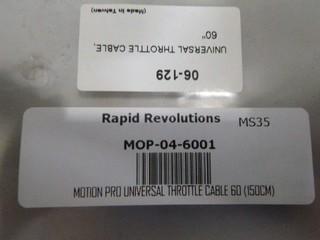 06-129
UNIVERSAL THROTTLE CABLE,
60"
(Made in Taiwan)
Rapid Revolutions
MS35
MOP-04-6001
MOTION PRO UNIVERSAL THROTTLE CABLE 60 (150CM)